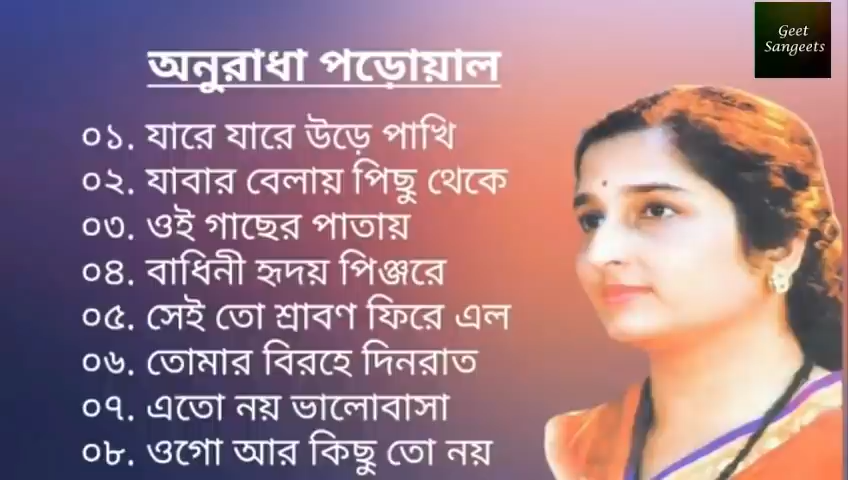 Geet
Sangeets
অনুরাধা পড়োয়াল
০১. যারে যারে উড়ে পাখি
০২. যাবার বেলায় পিছু থেকে
০৩. ওই গাছের পাতায়
০৪. বাধিনী হৃদয় পিঞ্জরে
০৫. সেই তো শ্রাবণ ফিরে এল
০৬. তোমার বিরহে দিনরাত
০৭. এতো নয় ভালোবাসা
০৮. ওগো আর কিছু তো নয়